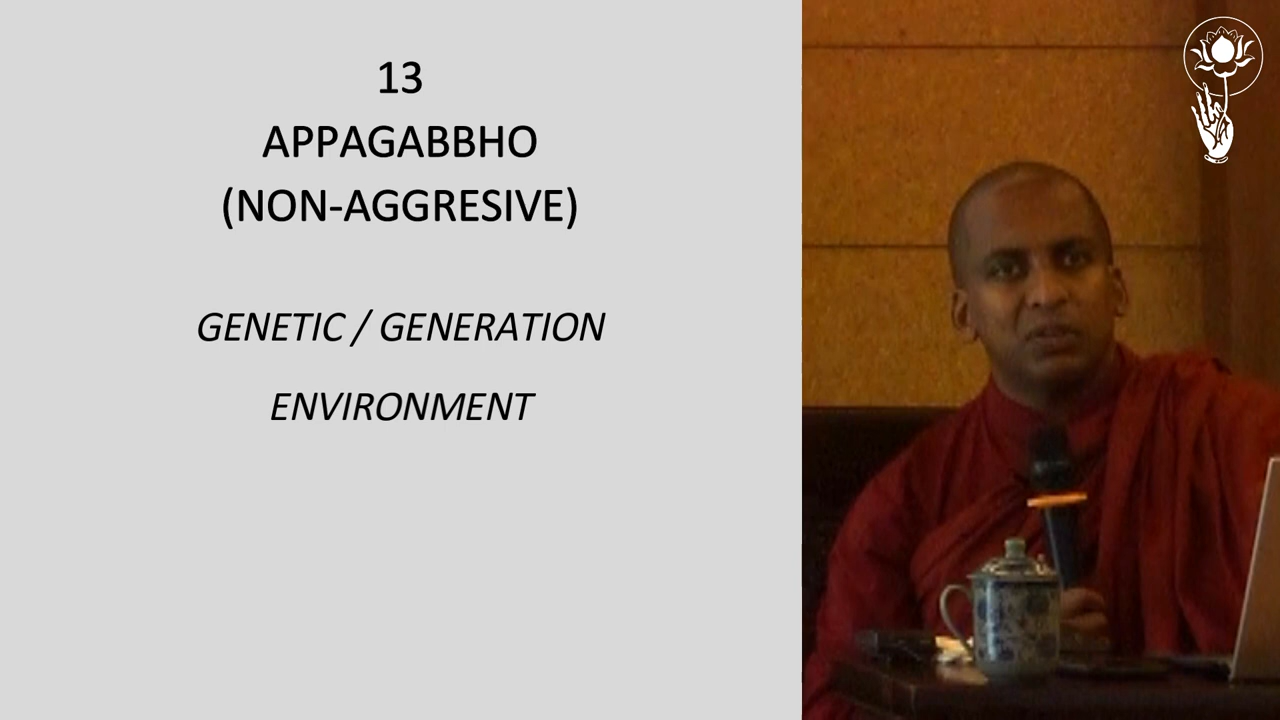 13
APPAGABBHO
(NON-AGGRESIVE)
GENETIC / GENERATION
ENVIRONMENT